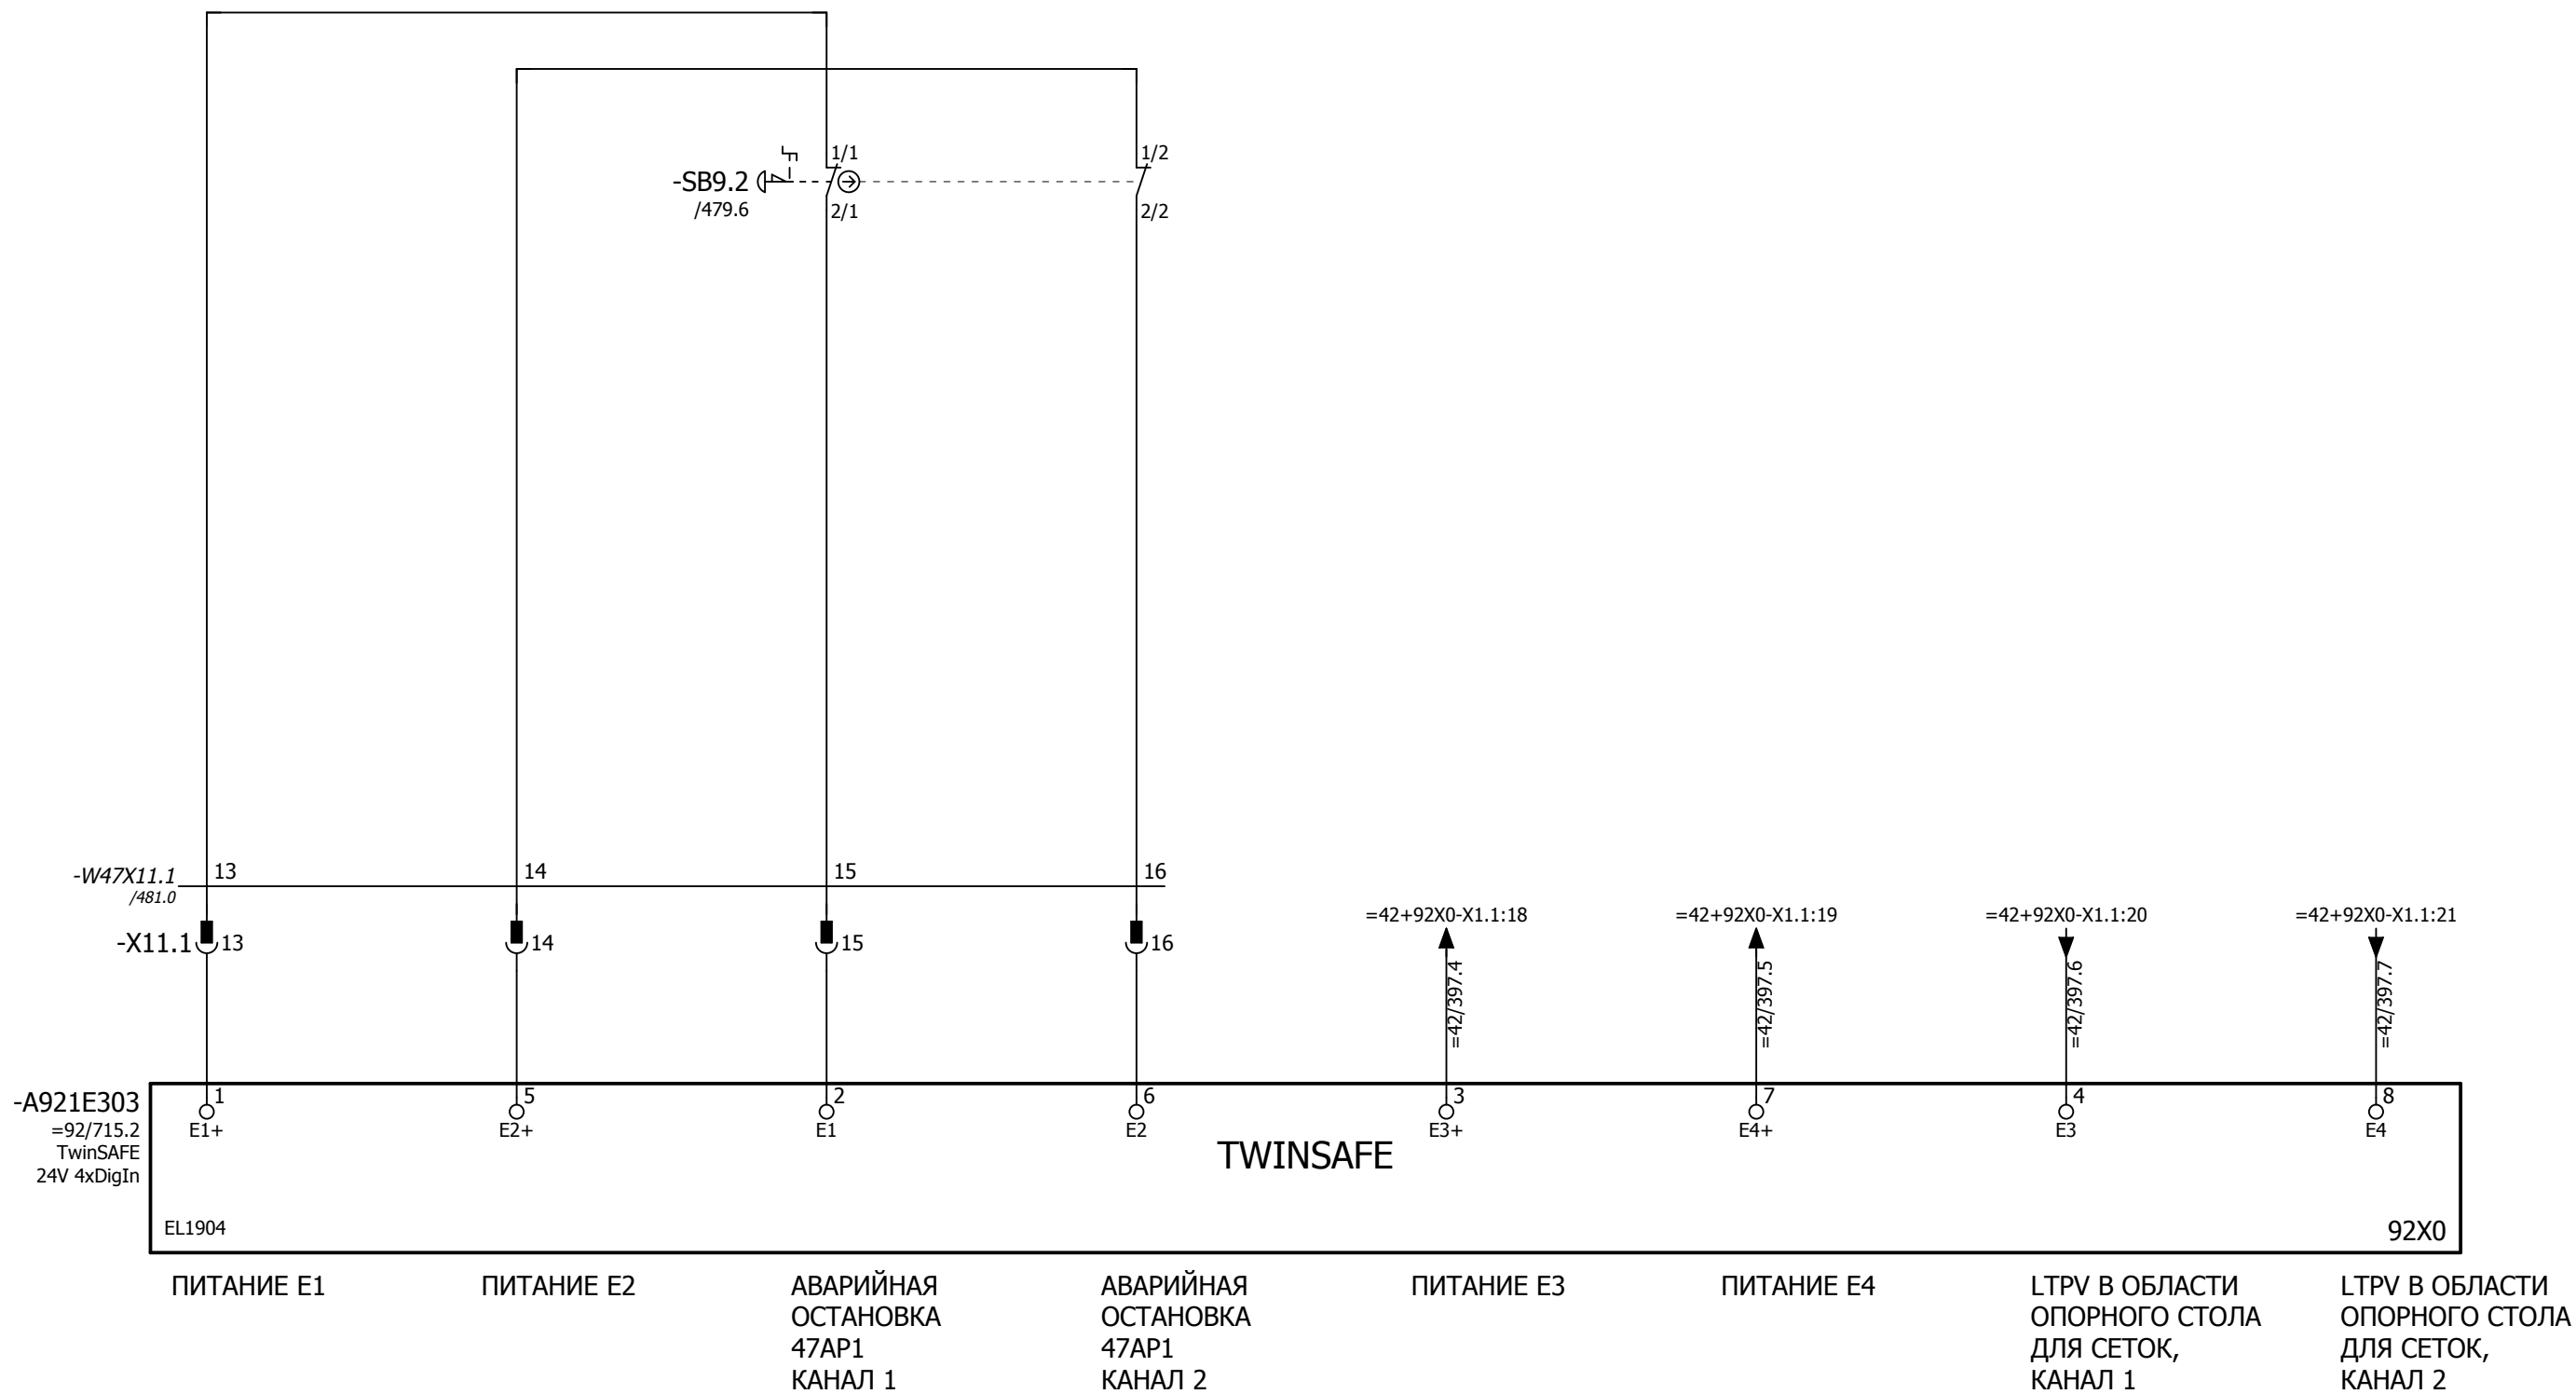 1/1
1/2
-SB9.2
/479.6
2/1
2/2
-W47X11.1
/481.0
13
14
15
16
-X11.1
13
14
15
16
=42+92X0-X1.1:18
=42+92X0-X1.1:19
=42+92X0-X1.1:20
=42+92X0-X1.1:21
=42/397.4
=42/397.5
=42/397.6
=42/397.7
-A921E303
=92/715.2
TwinSAFE
24V 4xDigIn
1
5
2
6
3
7
4
8
E1+
E2+
E1
E2
E3+
E4+
E3
E4
TWINSAFE
EL1904
92X0
ПИТАНИЕ E1
ПИТАНИЕ E2
АВАРИЙНАЯ
ОСТАНОВКА
47AP1
КАНАЛ 1
АВАРИЙНАЯ
ОСТАНОВКА
47AP1
КАНАЛ 2
ПИТАНИЕ E3
ПИТАНИЕ E4
LTPV В ОБЛАСТИ
ОПОРНОГО СТОЛА
ДЛЯ СЕТОК,
КАНАЛ 1
LTPV В ОБЛАСТИ
ОПОРНОГО СТОЛА
ДЛЯ СЕТОК,
КАНАЛ 2